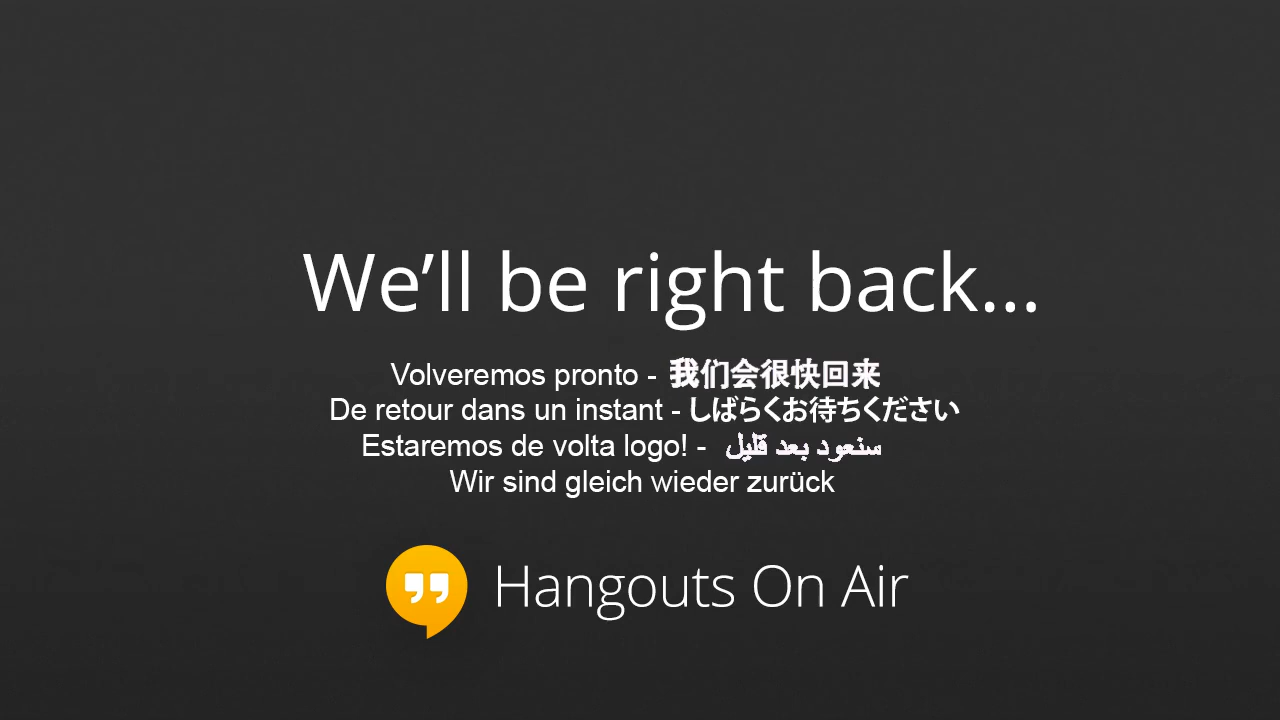 We’ll be right back...
Volveremos pronto - 我们会很快回来
De retour dans un instant - しばらくお待ちください
Estaremos de volta logo! - سنعود بعد قليل
Wir sind gleich wieder zurück
Hangouts On Air